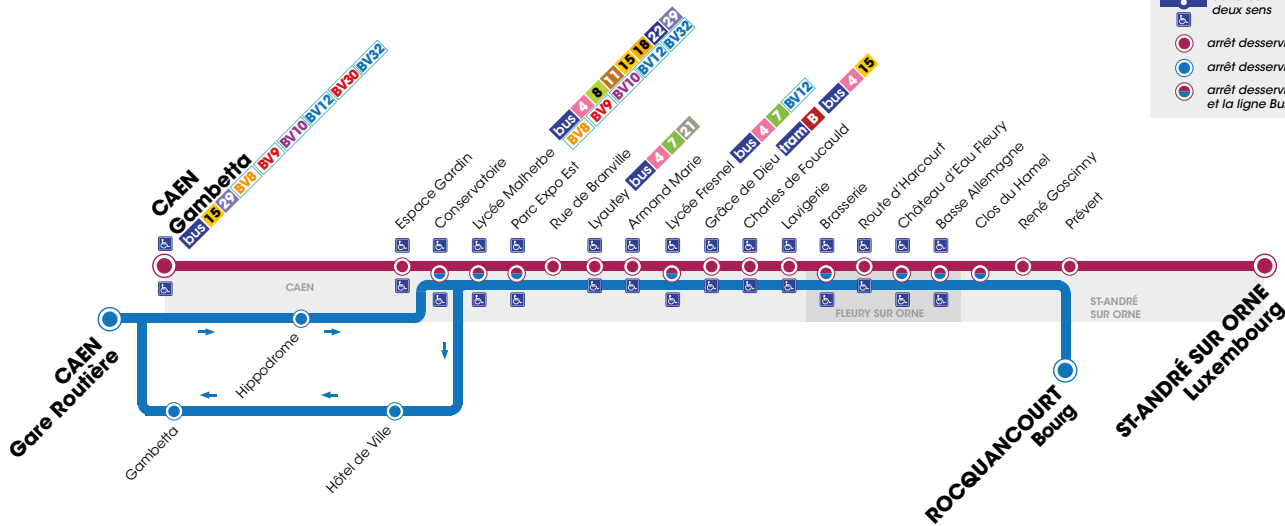 deux sens
arrêt desservi
arrêt desservi
arrêt desservi
et la ligne Bu
CAEN
Gambetta
bus 15 29 BV8 BV9 BV10 BV12 BV30 BV32
Espace Gardin
Conservatoire
Lycée Malherbe
bus 4 8 11 15 18 22 29
BV8 BV9 BV10 BV12 BV32
Parc Expo Est
Rue de Branville
Lyautey bus 4 7 21
Armand Marie
Lycée Fresnel bus 4 7 BV12
Grâce de Dieu tram B bus 4 15
Charles de Foucauld
Lavigerie
Brasserie
Route d'Harcourt
Château d'Eau Fleury
Basse Allemagne
Clos du Hamel
René Goscinny
Prévert
CAEN
FLEURY SUR ORNE
ST-ANDRÉ
SUR ORNE
ST-ANDRÉ SUR ORNE
Luxembourg
CAEN
Gare Routière
Hippodrome
Gambetta
Hôtel de Ville
ROCQUANCOURT
Bourg